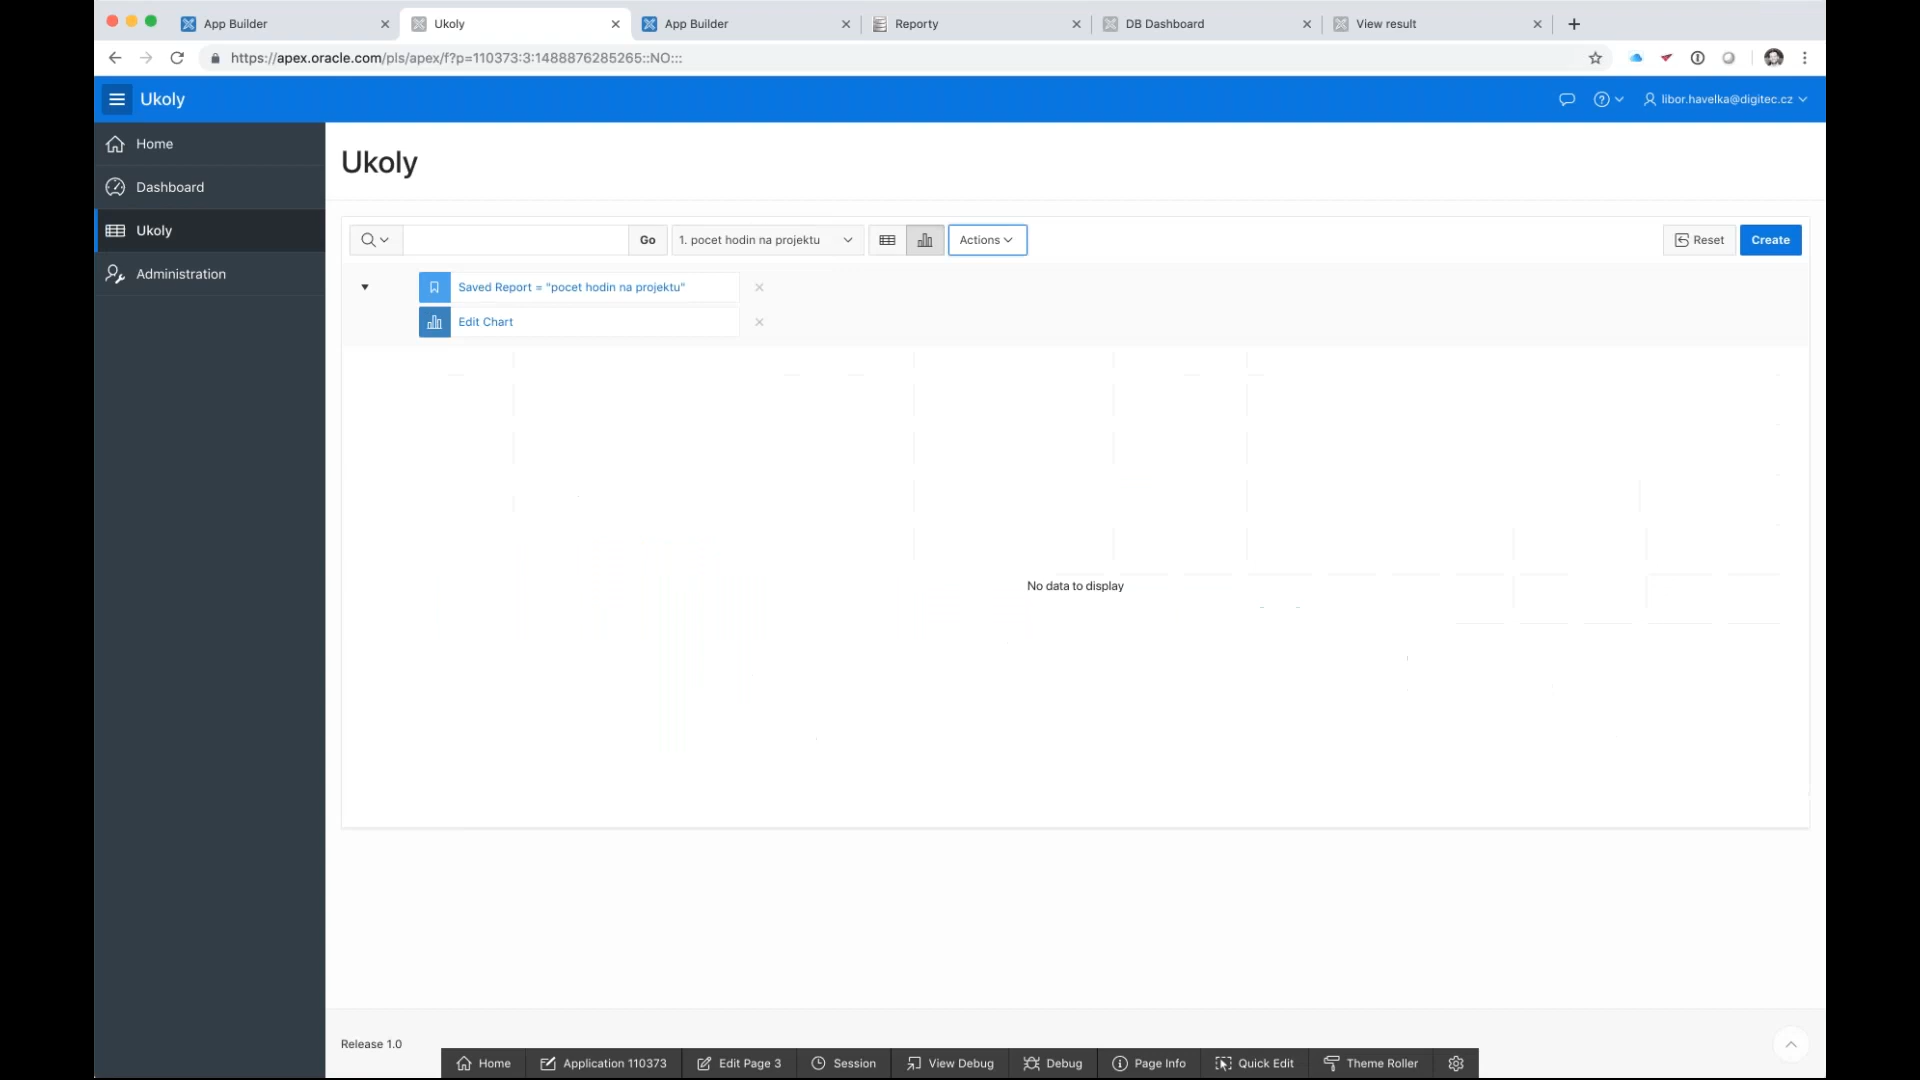 App Builder
Ukoly
App Builder
Reporty
DB Dashboard
View result
https://apex.oracle.com/pls/apex/f?p=110373:3:1488876285265::NO:::
Ukoly
libor.havelka@digitec.cz
Home
Dashboard
Ukoly
Administration
Ukoly
Go
1. pocet hodin na projektu
Actions
Reset
Create
Saved Report = "pocet hodin na projektu"
Edit Chart
No data to display
Release 1.0
Home
Application 110373
Edit Page 3
Session
View Debug
Debug
Page Info
Quick Edit
Theme Roller